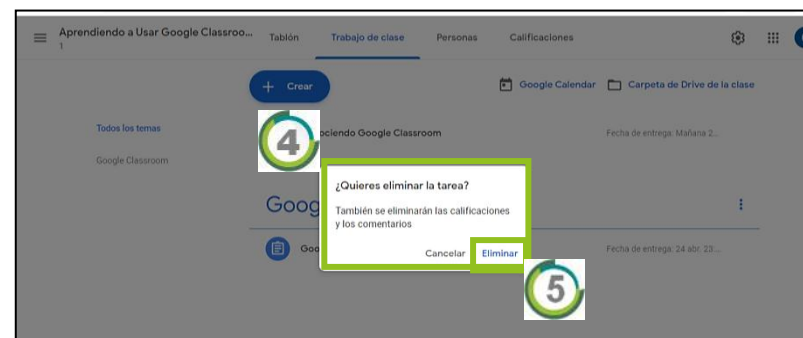 Aprendiendo a Usar Google Classroo...
1
Tablón Trabajo de clase Personas Calificaciones
+ Crear
Google Calendar Carpeta de Drive de la clase
Todos los temas
Google Classroom
4
ociendo Google Classroom Fecha de entrega: Mañana 2...
¿Quieres eliminar la tarea?
También se eliminarán las calificaciones
y los comentarios
Cancelar Eliminar
Goog
Goo Fecha de entrega: 24 abr. 23:...
5